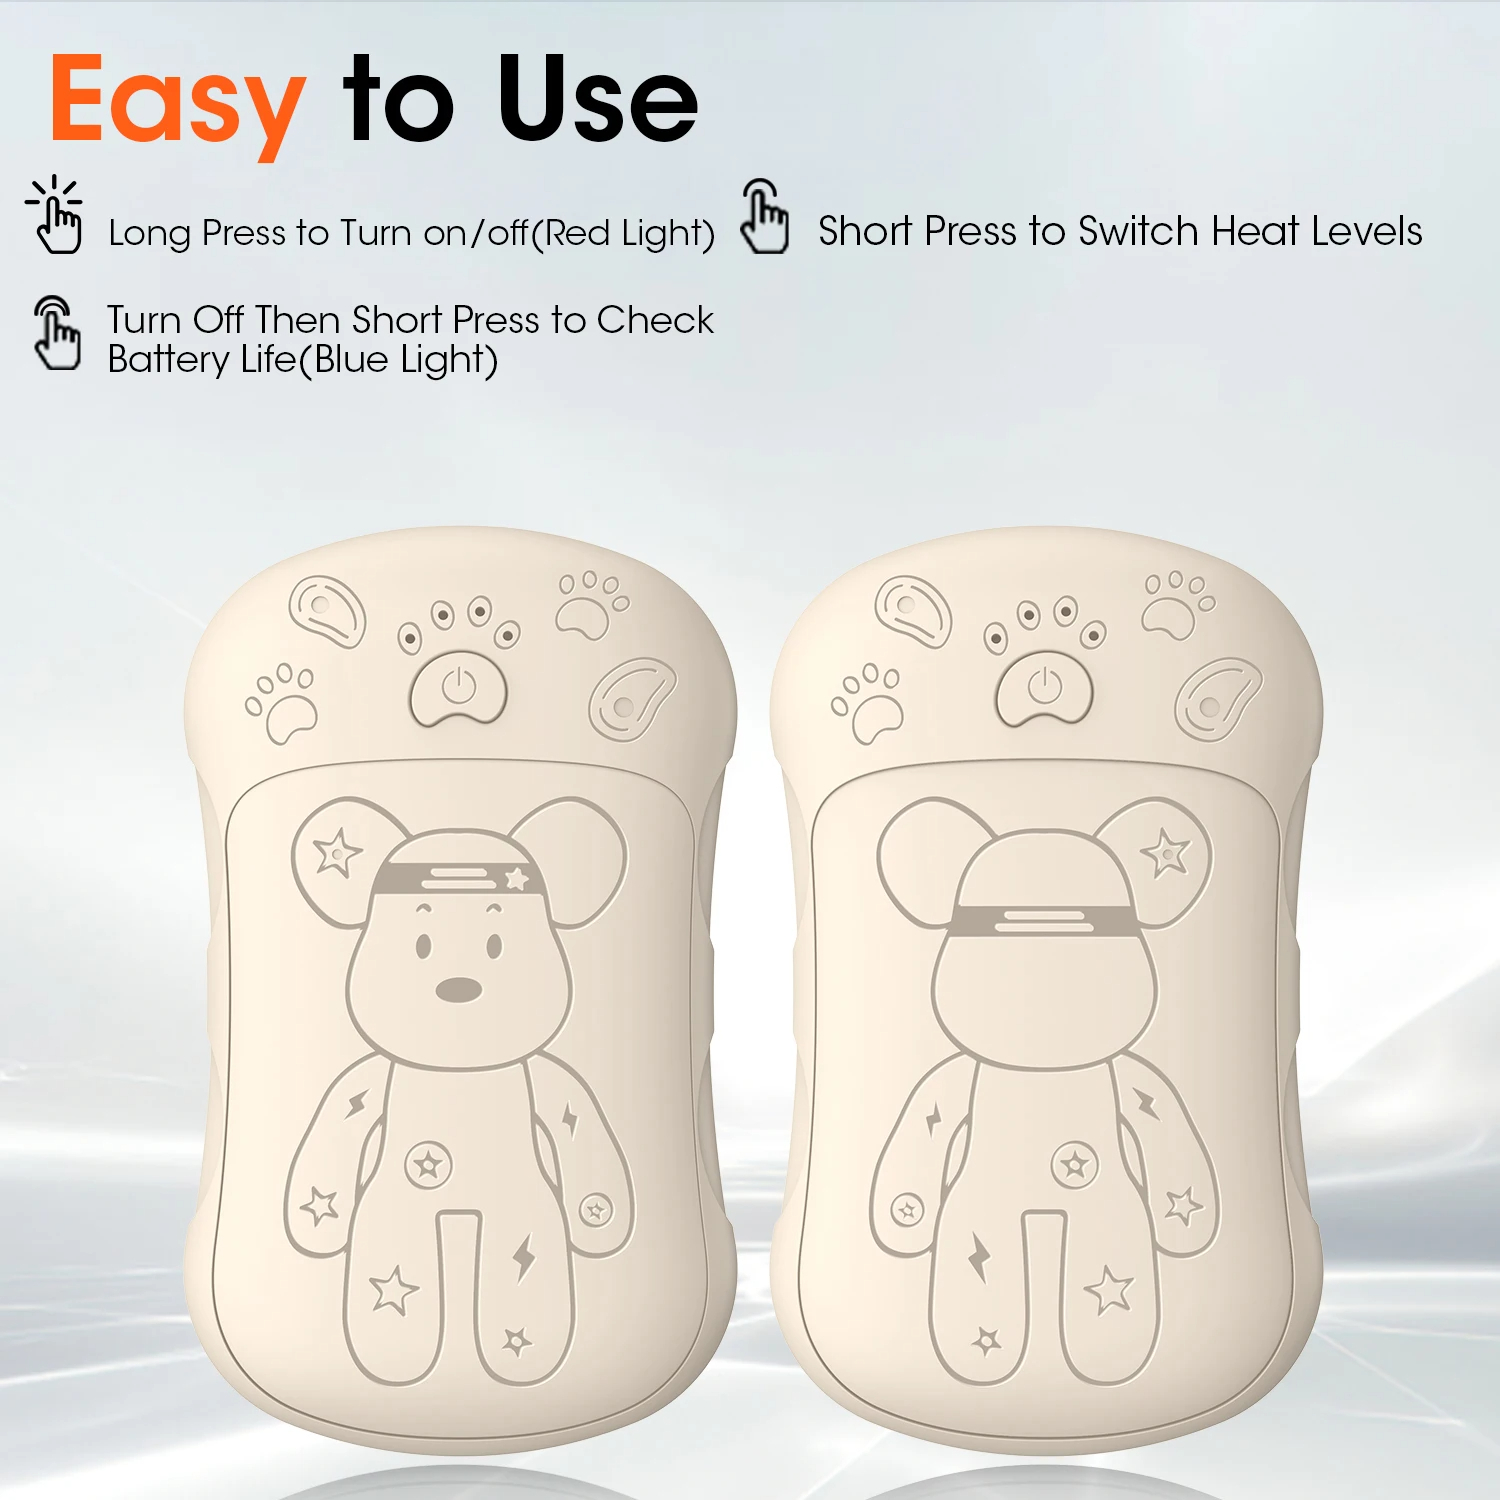 Easy to Use
Long Press to Turn on/off(Red Light)
Short Press to Switch Heat Levels
Turn Off Then Short Press to Check
Battery Life(Blue Light)